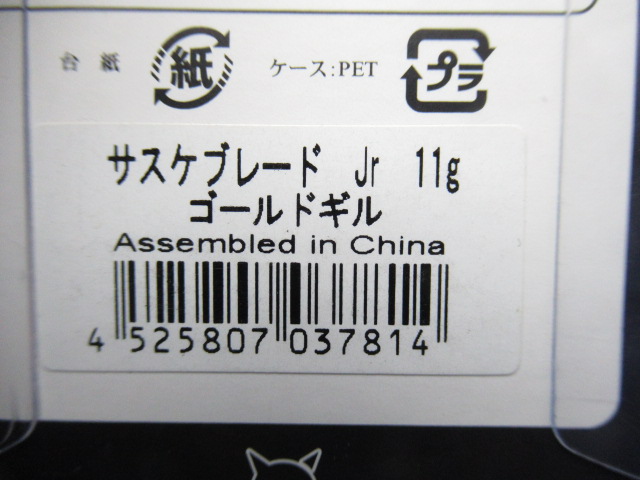 台紙 紙 ケース:PET プラ
サスケブレード Jr 11g
ゴールドギル
Assembled in China
4 525807 037814